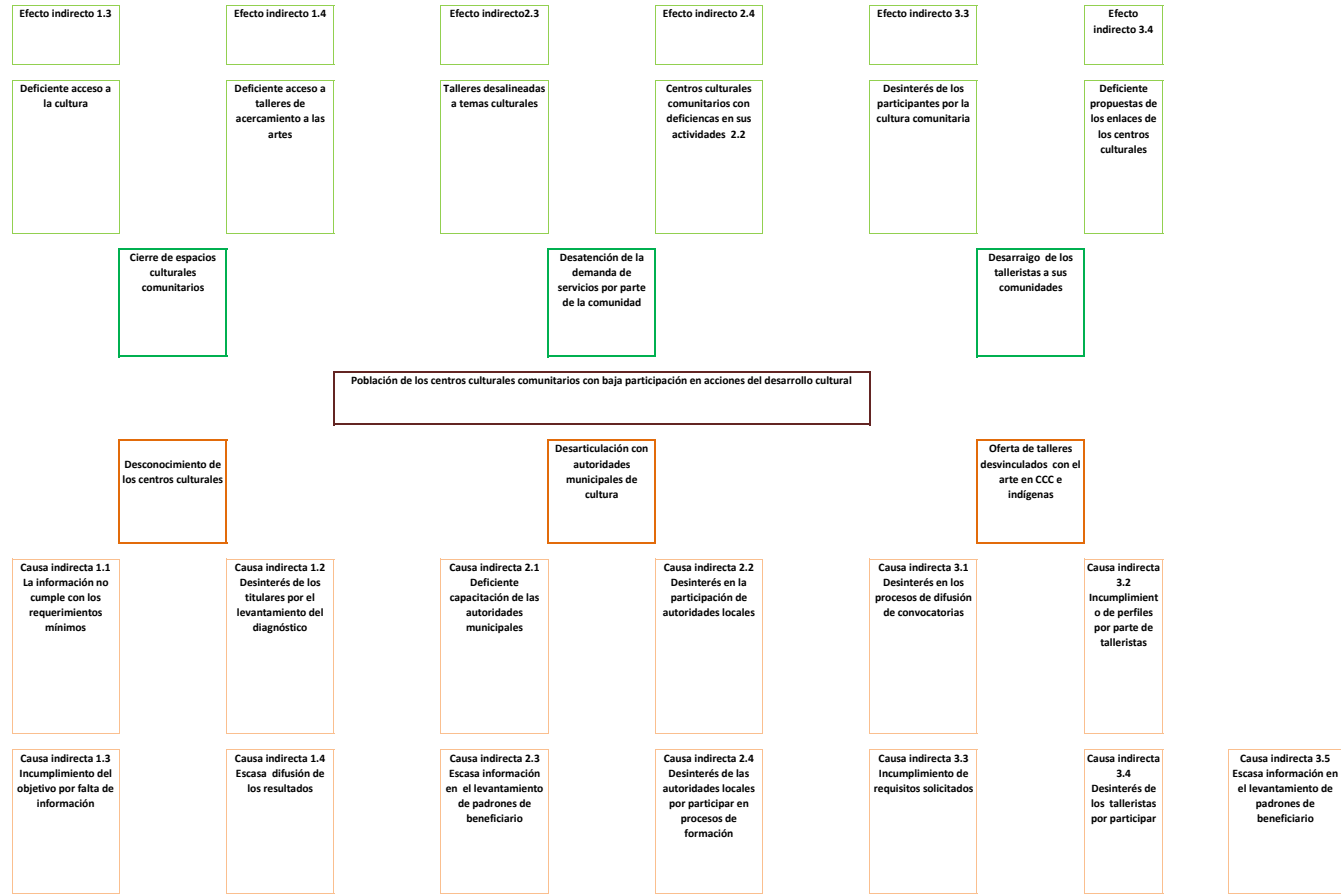 Efecto indirecto 1.3
Efecto indirecto 1.4
Efecto indirecto2.3
Efecto indirecto 2.4
Efecto indirecto 3.3
Efecto
indirecto 3.4
Deficiente acceso a
la cultura
Deficiente acceso a
talleres de
acercamiento a las
artes
Talleres desalineadas
a temas culturales
Centros culturales
comunitarios con
deficiencas en sus
actividades  2.2
Desinterés de los
participantes por la
cultura comunitaria
Deficiente
propuestas de
los enlaces de
los centros
culturales
Cierre de espacios
culturales
comunitarios
Desatención de la
demanda de
servicios por parte
de la comunidad
Desarraigo  de los
talleristas a sus
comunidades
Población de los centros culturales comunitarios con baja participación en acciones del desarrollo cultural
Desconocimiento de
los centros culturales
Desarticulación con
autoridades
municipales de
cultura
Oferta de talleres
desvinculados  con el
arte en CCC e
indígenas
Causa indirecta 1.1
La información no
cumple con los
requerimientos
mínimos
Causa indirecta 1.2
Desinterés de los
titulares por el
levantamiento del
diagnóstico
Causa indirecta 2.1
Deficiente
capacitación de las
autoridades
municipales
Causa indirecta 2.2
Desinterés en la
participación de
autoridades locales
Causa indirecta 3.1
Desinterés en los
procesos de difusión
de convocatorias
Causa indirecta
3.2
Incumplimient
o de perfiles
por parte de
talleristas
Causa indirecta 1.3
Incumplimiento del
objetivo por falta de
información
Causa indirecta 1.4
Escasa  difusión de
los resultados
Causa indirecta 2.3
Escasa información
en  el levantamiento
de padrones de
beneficiario
Causa indirecta 2.4
Desinterés de las
autoridades locales
por participar en
procesos de
formación
Causa indirecta 3.3
Incumplimiento de
requisitos solicitados
Causa indirecta
3.4
Desinterés de
los  talleristas
por participar
Causa indirecta 3.5
Escasa información en
el levantamiento de
padrones de
beneficiario